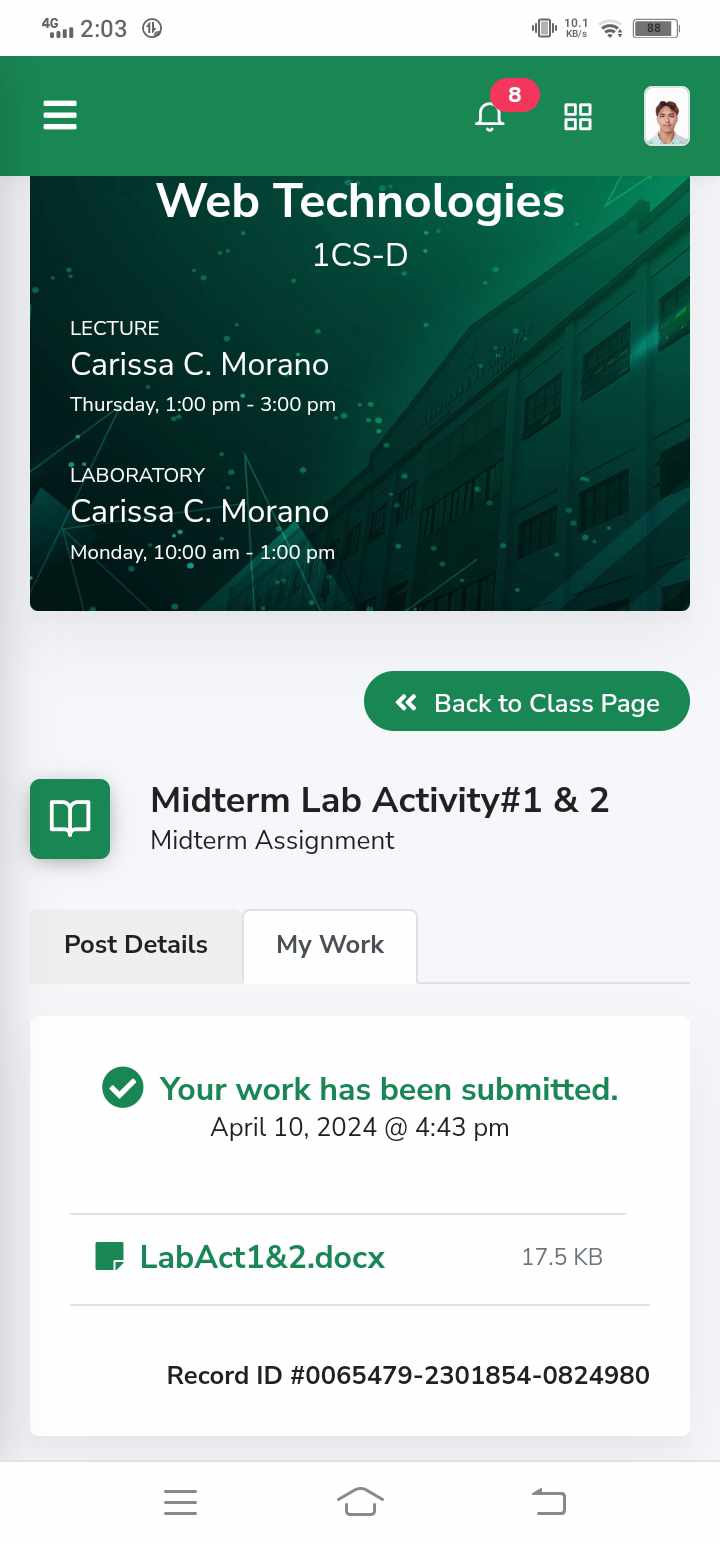 4G 2:03 10.1 KB/s 88
8
Web Technologies
1CS-D
LECTURE
Carissa C. Morano
Thursday, 1:00 pm - 3:00 pm
LABORATORY
Carissa C. Morano
Monday, 10:00 am - 1:00 pm
Back to Class Page
Midterm Lab Activity#1 & 2
Midterm Assignment
Post Details My Work
Your work has been submitted.
April 10, 2024 @ 4:43 pm
LabAct1&2.docx 17.5 KB
Record ID #0065479-2301854-0824980